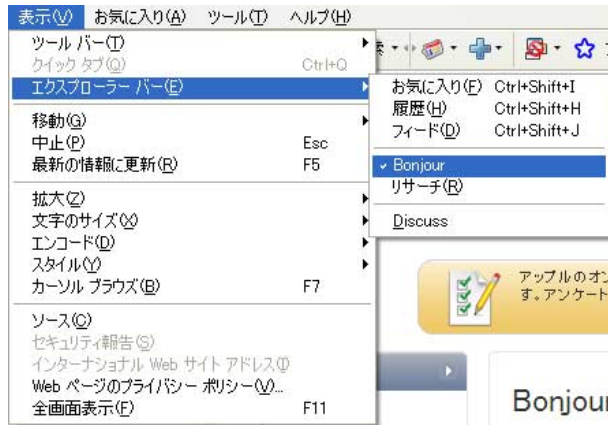 表示(V) お気に入り(A) ツール(T) ヘルプ(H)
ツール バー(T)
クイック タブ(Q) Ctrl+Q
エクスプローラー バー(E)
移動(G)
中止(P) Esc
最新の情報に更新(R) F5
拡大(Z)
文字のサイズ(X)
エンコード(D)
スタイル(Y)
カーソル ブラウズ(B) F7
ソース(C)
セキュリティ報告(S)
インターナショナル Web サイト アドレス(I)
Web ページのプライバシー ポリシー(V)...
全画面表示(F) F11
お気に入り(F) Ctrl+Shift+I
履歴(H) Ctrl+Shift+H
フィード(D) Ctrl+Shift+J
Bonjour
リサーチ(R)
Discuss
アップルのオン
す。アンケート
Bonjour